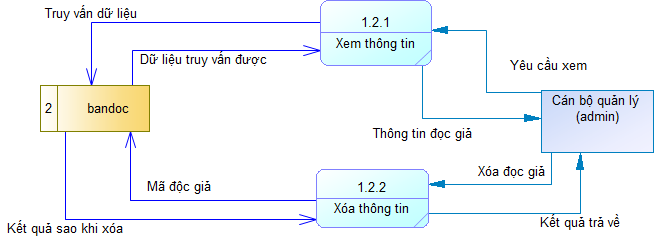 Truy vấn dữ liệu
1.2.1
Xem thông tin
Dữ liệu truy vấn được
Yêu cầu xem
2
bandoc
Cán bộ quản lý
(admin)
Thông tin đọc giả
Mã độc giả
1.2.2
Xóa thông tin
Xóa đọc giả
Kết quả sao khi xóa
Kết quả trả về